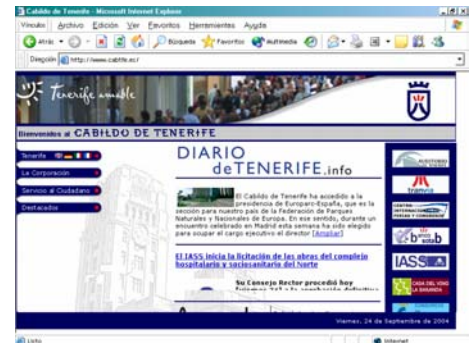 Cabildo de Tenerife - Microsoft Internet Explorer
Vínculos Archivo Edición Ver Favoritos Herramientas Ayuda
Atrás Búsqueda Favoritos Multimedia
Dirección http://www.cabtfe.es/
Tenerife amable
Bienvenidos al CABILDO DE TENERIFE
Tenerife
La Corporación
Servicio al Ciudadano
Destacados
DIARIO
deTENERIFE.info
El Cabildo de Tenerife ha accedido a la
presidencia de Europarc-España, que es la
sección para nuestro país de la Federación de Parques
Naturales y Nacionales de Europa. En ese sentido, durante un
encuentro celebrado en Madrid esta semana ha sido elegido
para ocupar el cargo ejecutivo el director [Ampliar]
El IASS inicia la licitación de las obras del complejo
hospitalario y sociosanitario del Norte
Su Consejo Rector procedió hoy
AUDITORIO
tranvía
banco
sotab
IASS
CASA DEL VINO
LA BARANDA
Viernes, 24 de Septiembre de 2004
Listo
Internet